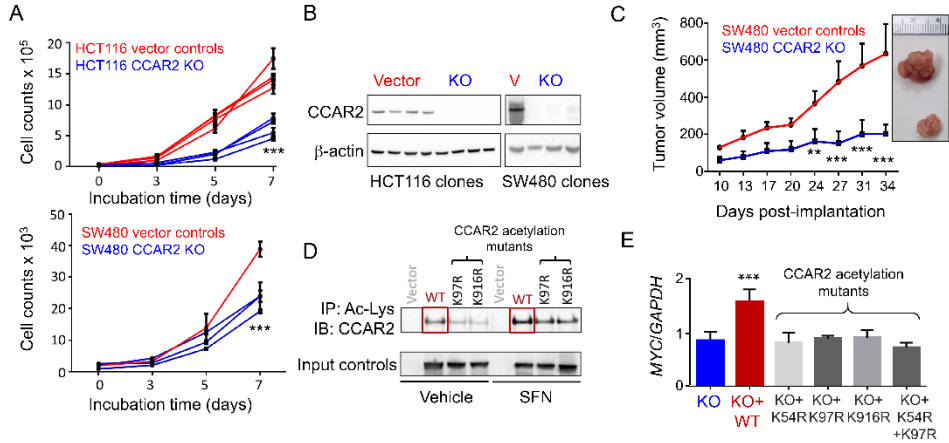 A
HCT116 vector controls
HCT116 CCAR2 KO
Cell counts x 10⁵
20
15
10
5
0
0 3 5 7
Incubation time (days)
***
SW480 vector controls
SW480 CCAR2 KO
Cell counts x 10³
50
40
30
20
10
0
0 3 5 7
Incubation time (days)
***
B
Vector KO V KO
CCAR2
β-actin
HCT116 clones SW480 clones
C
SW480 vector controls
SW480 CCAR2 KO
Tumor volume (mm³)
800
600
400
200
0
** *** *** ***
10 13 17 20 24 27 31 34
Days post-implantation
D
CCAR2 acetylation
mutants
Vector WT K97R K916R Vector WT K97R K916R
IP: Ac-Lys
IB: CCAR2
Input controls
Vehicle SFN
E
MYC/GAPDH
2
1
0
***
CCAR2 acetylation
mutants
KO
KO+
WT
KO+
K54R
KO+
K97R
KO+
K916R
KO+
K54R
+K97R